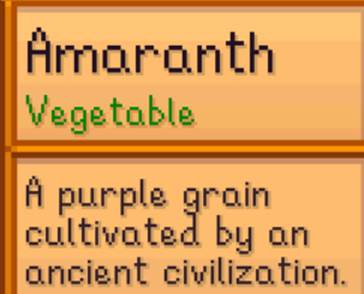 Amaranth
Vegetable
A purple grain
cultivated by an
ancient civilization.